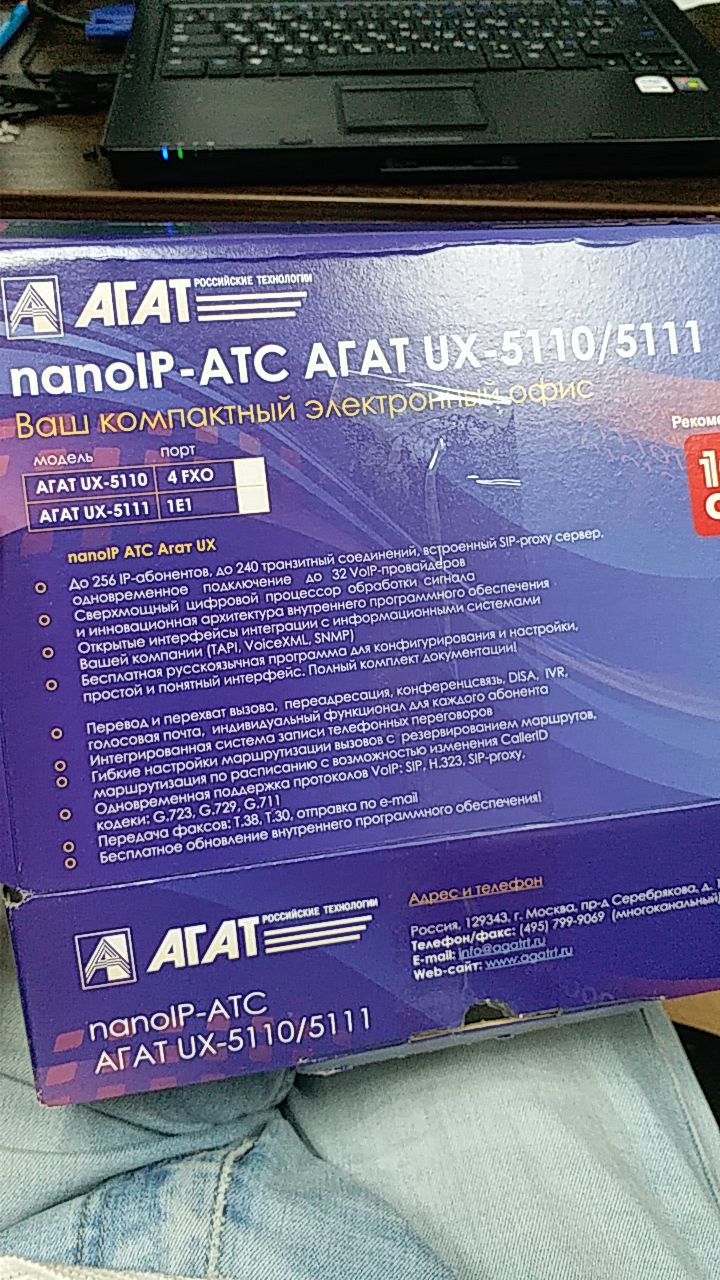 АГАТ РОССИЙСКИЕ ТЕХНОЛОГИИ
nanoIP-АТС АГАТ UX-5110/5111
Ваш компактный электронный офис
модель порт
АГАТ UX-5110 4 FXO
АГАТ UX-5111 1E1
nanoIP АТС Агат UX
До 256 IP-абонентов, до 240 транзитный соединений, встроенный SIP-proxy сервер,
одновременное подключение до 32 VoIP-провайдеров
Сверхмощный цифровой процессор обработки сигнала
и инновационная архитектура внутреннего программного обеспечения
Открытые интерфейсы интеграции с информационными системами
Вашей компании (TAPI, VoiceXML, SNMP)
Бесплатная русскоязычная программа для конфигурирования и настройки,
простой и понятный интерфейс. Полный комплект документации!
Перевод и перехват вызова, переадресация, конференцсвязь, DISA, IVR,
голосовая почта, индивидуальный функционал для каждого абонента
Интегрированная система записи телефонных переговоров
Гибкие настройки маршрутизации вызовов с резервированием маршрутов,
маршрутизация по расписанию с возможностью изменения CallerID
Одновременная поддержка протоколов VoIP: SIP, H.323, SIP-proxy,
кодеки: G.723, G.729, G.711
Передача факсов: T.38, T.30, отправка по e-mail
Бесплатное обновление внутреннего программного обеспечения!
Реком
АГАТ РОССИЙСКИЕ ТЕХНОЛОГИИ
nanoIP-АТС
АГАТ UX-5110/5111
Адрес и телефон
Россия, 129343, г. Москва, пр-д Серебрякова, д.
Телефон/факс: (495) 799-9069 (многоканальный)
E-mail: info@agatrt.ru
Web-сайт: www.agatrt.ru